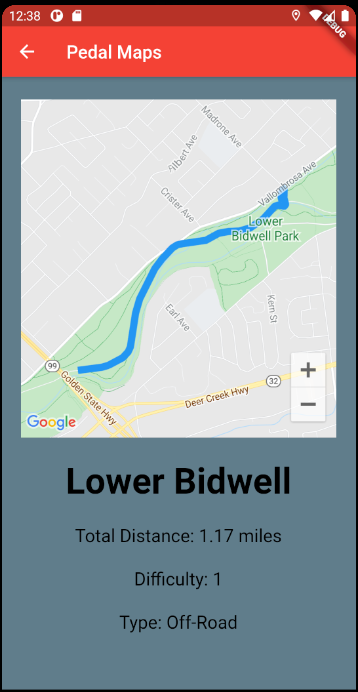 12:38
DEBUG
Pedal Maps
Madrone Ave
Filbert Ave
Crister Ave
Vallombrosa Ave
Lower
Bidwell Park
Earl Ave
Kern St
99
Golden State Hwy
32
Deer Creek Hwy
Google
+
−
Lower Bidwell
Total Distance: 1.17 miles
Difficulty: 1
Type: Off-Road